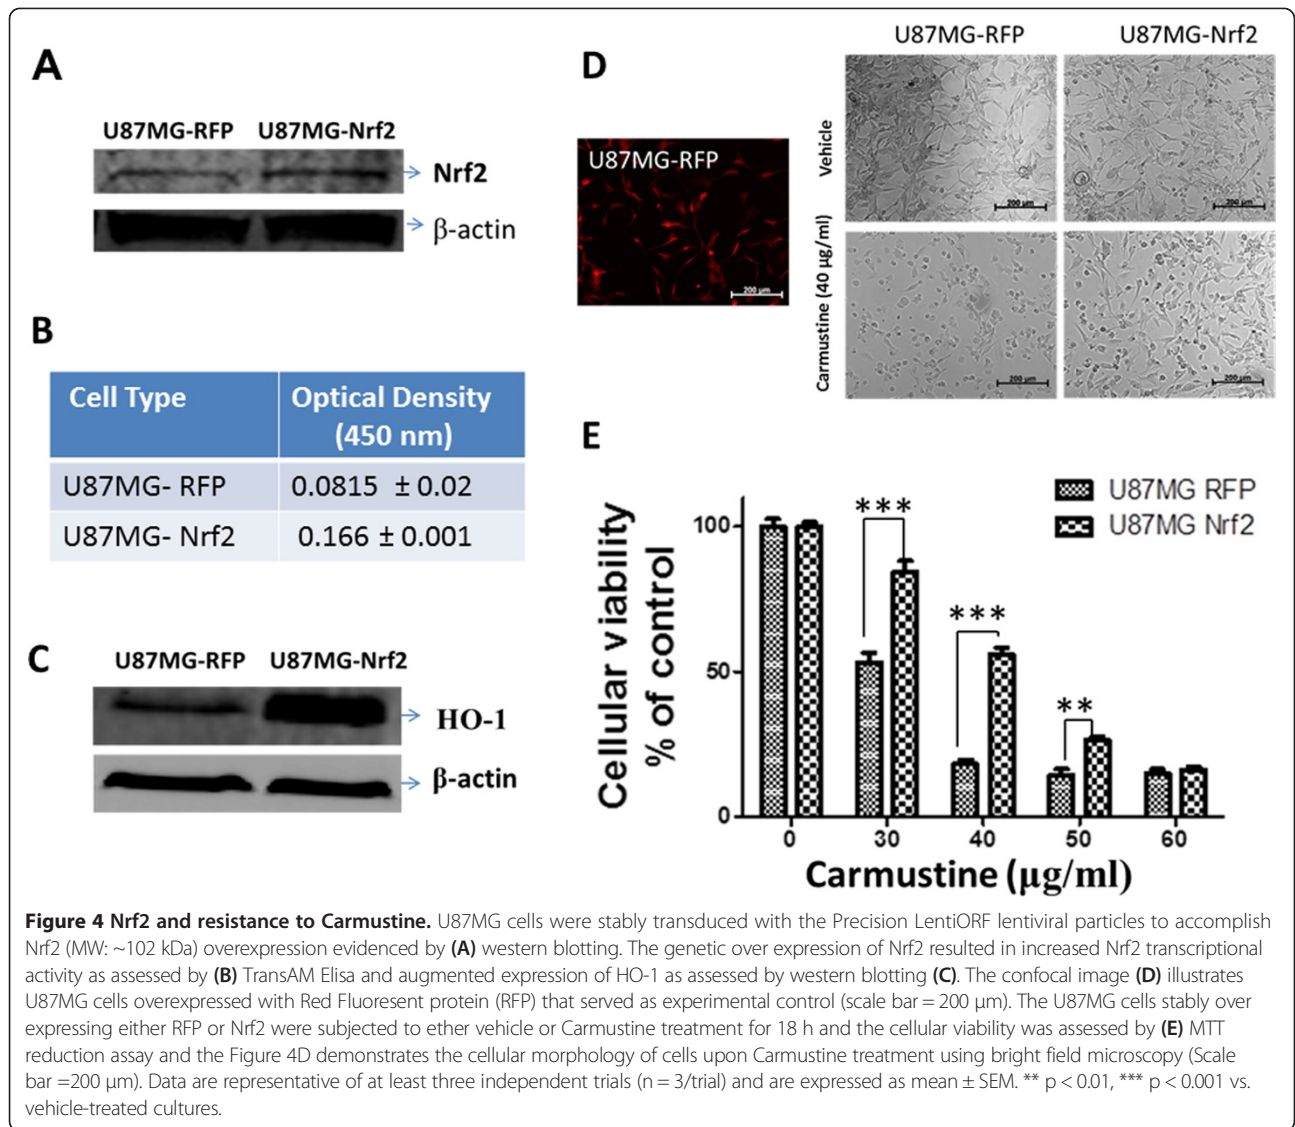 A
U87MG-RFP U87MG-Nrf2
Nrf2
β-actin
B
Cell Type Optical Density (450 nm)
U87MG- RFP 0.0815 ± 0.02
U87MG- Nrf2 0.166 ± 0.001
C
U87MG-RFP U87MG-Nrf2
HO-1
β-actin
D
U87MG-RFP
200 µm
U87MG-RFP U87MG-Nrf2
Vehicle
200 µm 200 µm
Carmustine (40 µg/ml)
200 µm 200 µm
E
U87MG RFP
U87MG Nrf2
Cellular viability
% of control
100
50
0
*** *** **
0 30 40 50 60
Carmustine (µg/ml)
Figure 4 Nrf2 and resistance to Carmustine. U87MG cells were stably transduced with the Precision LentiORF lentiviral particles to accomplish
Nrf2 (MW: ~102 kDa) overexpression evidenced by (A) western blotting. The genetic over expression of Nrf2 resulted in increased Nrf2 transcriptional
activity as assessed by (B) TransAM Elisa and augmented expression of HO-1 as assessed by western blotting (C). The confocal image (D) illustrates
U87MG cells overexpressed with Red Fluoresent protein (RFP) that served as experimental control (scale bar = 200 µm). The U87MG cells stably over
expressing either RFP or Nrf2 were subjected to ether vehicle or Carmustine treatment for 18 h and the cellular viability was assessed by (E) MTT
reduction assay and the Figure 4D demonstrates the cellular morphology of cells upon Carmustine treatment using bright field microscopy (Scale
bar =200 µm). Data are representative of at least three independent trials (n = 3/trial) and are expressed as mean ± SEM. ** p < 0.01, *** p < 0.001 vs.
vehicle-treated cultures.